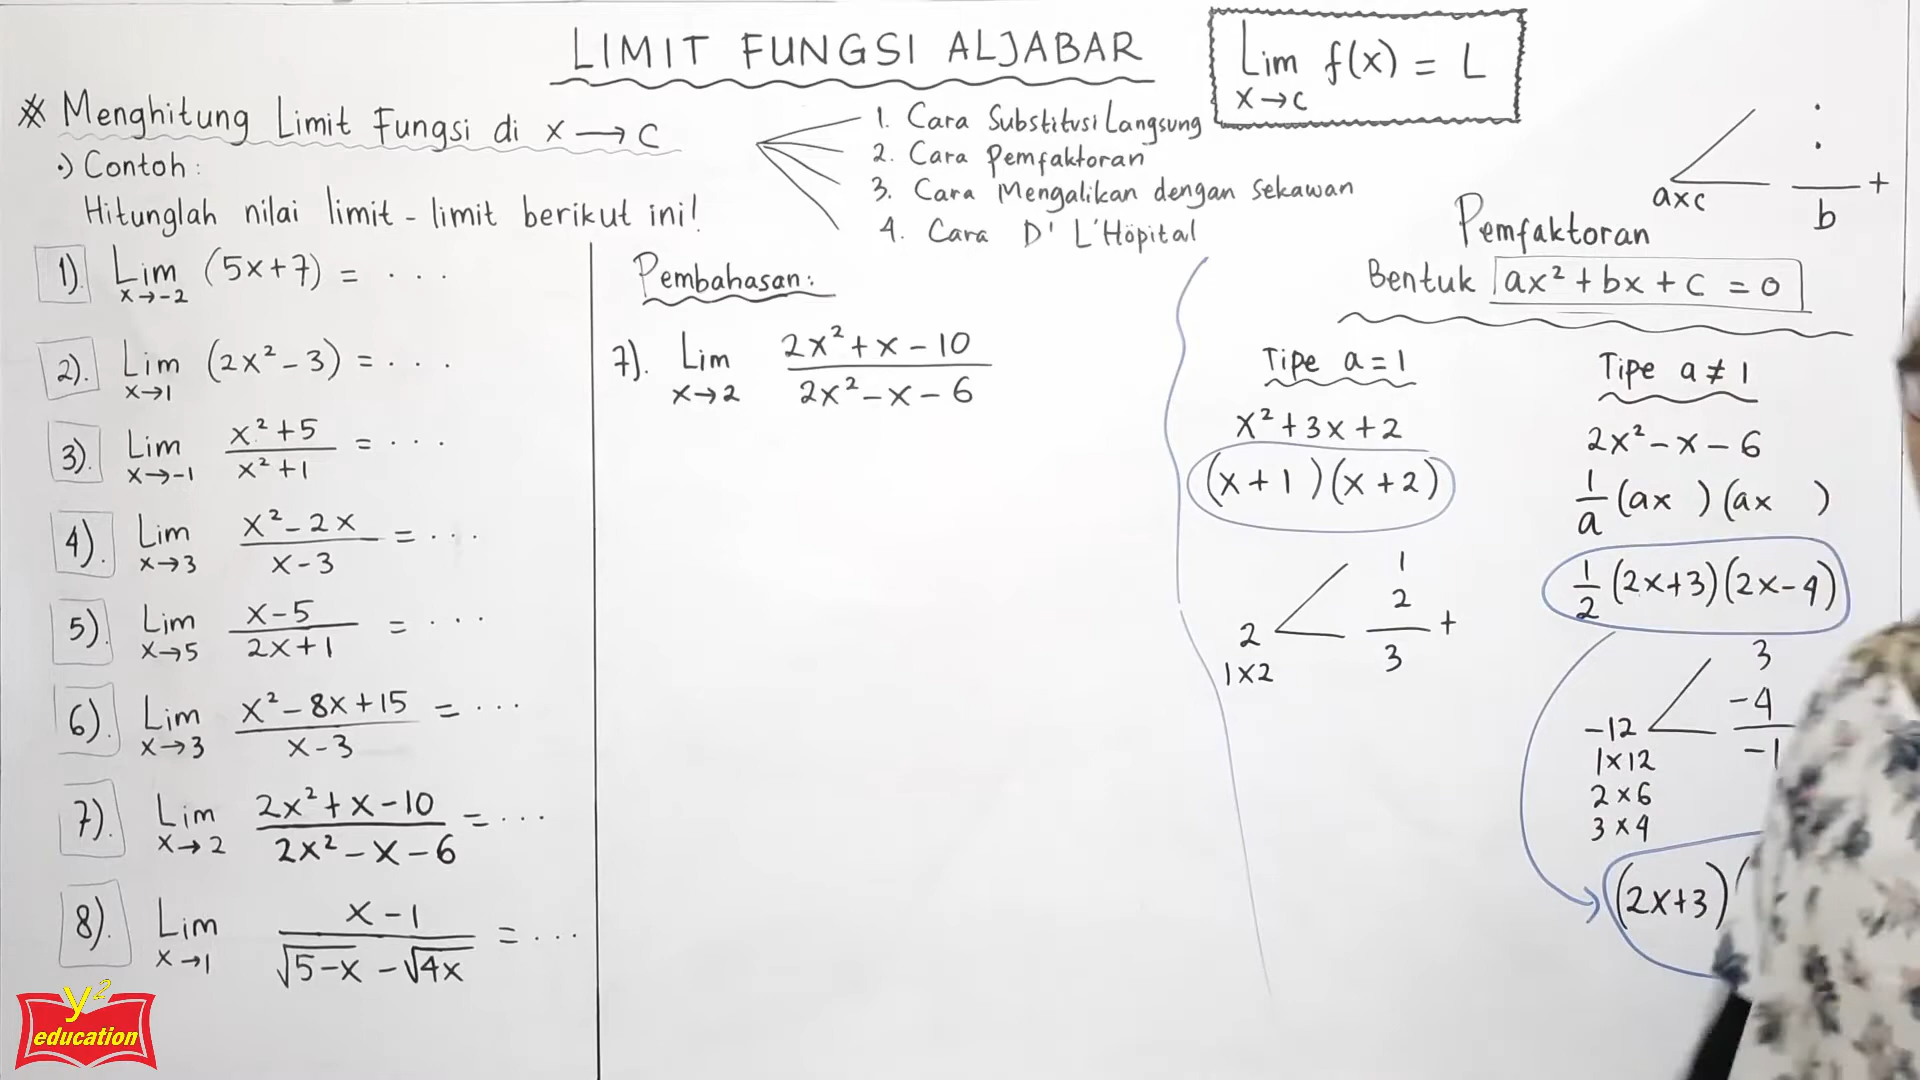 LIMIT FUNGSI ALJABAR
Lim f(x) = L
x→c
* Menghitung Limit Fungsi di x → c
1. Cara Substitusi Langsung
2. Cara Pemfaktoran
3. Cara Mengalikan dengan Sekawan
4. Cara D' L'Höpital
•) Contoh:
Hitunglah nilai limit - limit berikut ini!
1). Lim (5x+7) = . . .
x→-2
2). Lim (2x² - 3) = . . .
x→1
3). Lim x²+5 / x²+1 = . . .
x→-1
4). Lim x² - 2x / x - 3 = . . .
x→3
5). Lim x - 5 / 2x+1 = . . .
x→5
6). Lim x² - 8x + 15 / x - 3 = . . .
x→3
7). Lim 2x² + x - 10 / 2x² - x - 6 = . . .
x→2
8). Lim x - 1 / √5-x - √4x = . . .
x→1
Pembahasan:
7). Lim 2x² + x - 10 / 2x² - x - 6
x→2
axc
:
+
b
Pemfaktoran
Bentuk ax² + bx + c = 0
Tipe a = 1
x² + 3x + 2
(x + 1)(x + 2)
1
2
2 +
1x2
3
Tipe a ≠ 1
2x² - x - 6
1/a (ax )(ax )
1/2 (2x+3)(2x-4)
3
-4
-12
-1
1x12
2x6
3x4
(2x+3)(
y²
education